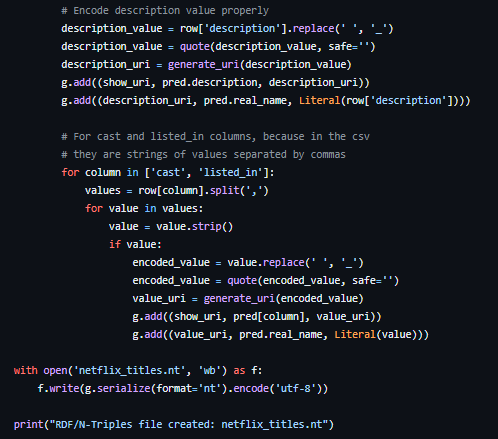 # Encode description value properly
description_value = row['description'].replace(' ', '_')
description_value = quote(description_value, safe='')
description_uri = generate_uri(description_value)
g.add((show_uri, pred.description, description_uri))
g.add((description_uri, pred.real_name, Literal(row['description'])))
# For cast and listed_in columns, because in the csv
# they are strings of values separated by commas
for column in ['cast', 'listed_in']:
values = row[column].split(',')
for value in values:
value = value.strip()
if value:
encoded_value = value.replace(' ', '_')
encoded_value = quote(encoded_value, safe='')
value_uri = generate_uri(encoded_value)
g.add((show_uri, pred[column], value_uri))
g.add((value_uri, pred.real_name, Literal(value)))
with open('netflix_titles.nt', 'wb') as f:
f.write(g.serialize(format='nt').encode('utf-8'))
print("RDF/N-Triples file created: netflix_titles.nt")